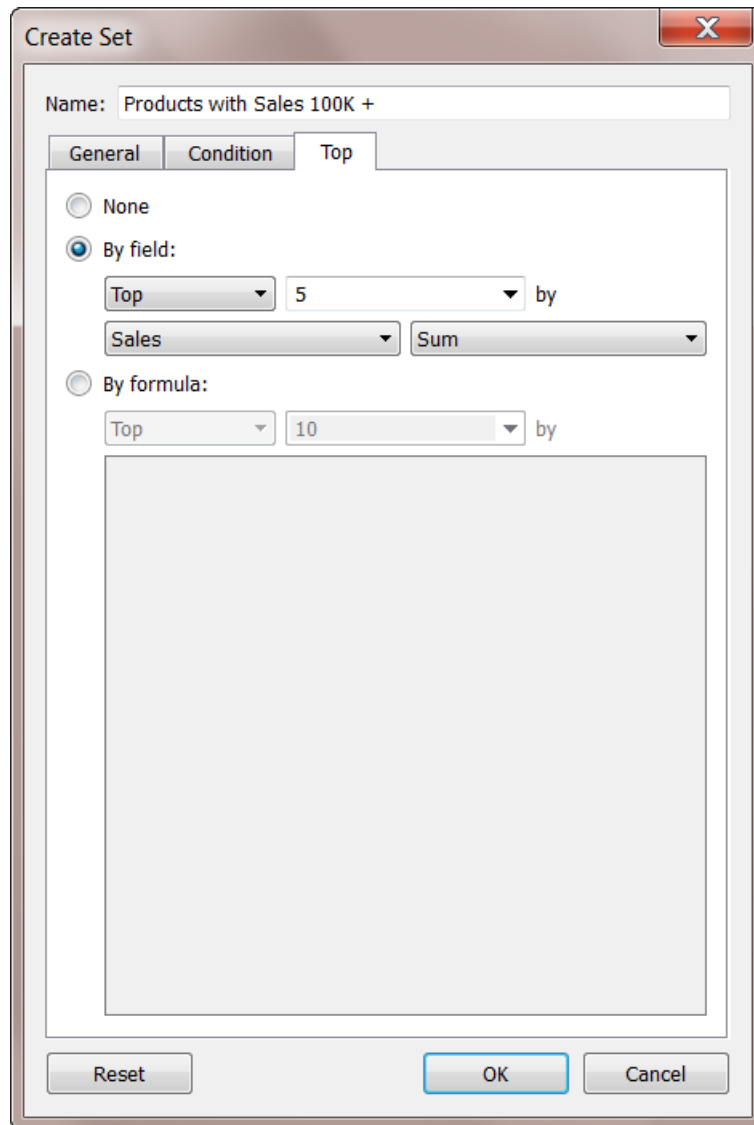 Create Set
X
Name: Products with Sales 100K +
General Condition Top
None
By field:
Top 5 by
Sales Sum
By formula:
Top 10 by
Reset OK Cancel